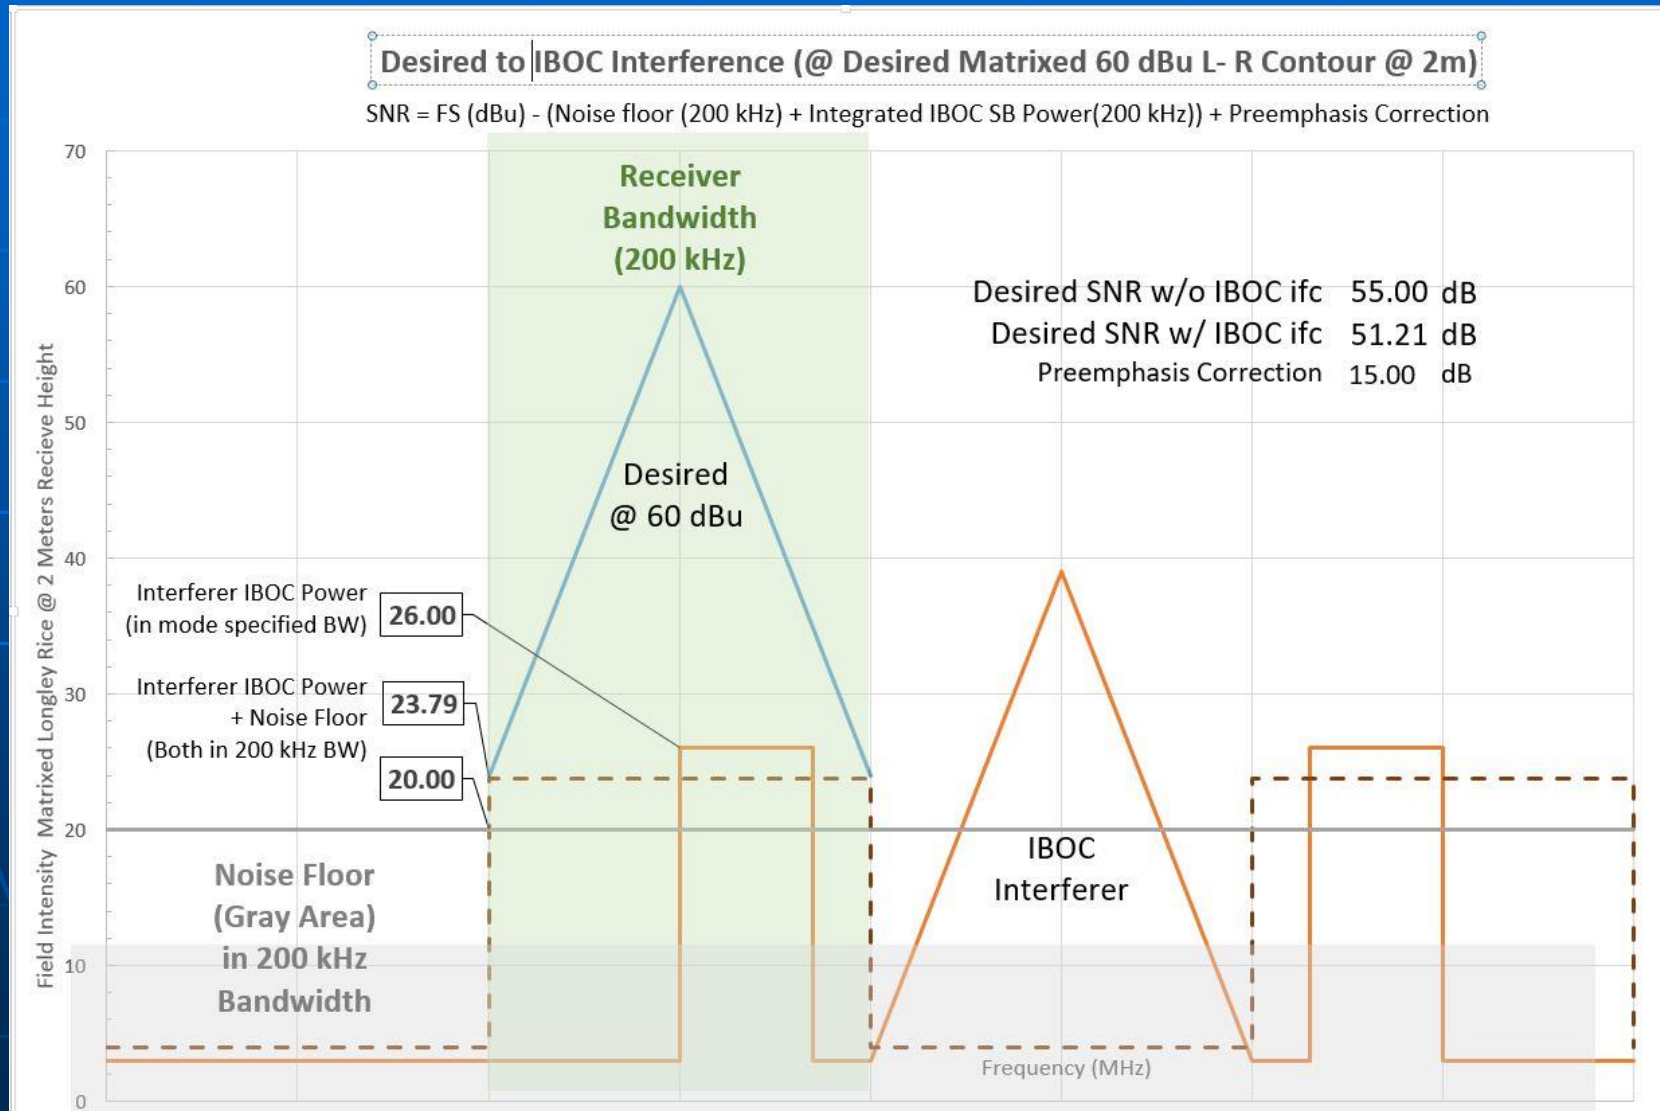 Desired to IBOC Interference (@ Desired Matrixed 60 dBu L- R Contour @ 2m)
SNR = FS (dBu) - (Noise floor (200 kHz) + Integrated IBOC SB Power(200 kHz)) + Preemphasis Correction
Field Intensity  Matrixed Longley Rice @ 2 Meters Recieve Height
70
60
50
40
30
20
10
0
Receiver
Bandwidth
(200 kHz)
Desired SNR w/o IBOC ifc 55.00 dB
Desired SNR w/ IBOC ifc 51.21 dB
Preemphasis Correction 15.00 dB
Desired
@ 60 dBu
Interferer IBOC Power
(in mode specified BW)
26.00
Interferer IBOC Power
+ Noise Floor
(Both in 200 kHz BW)
23.79
20.00
Noise Floor
(Gray Area)
in 200 kHz
Bandwidth
IBOC
Interferer
Frequency (MHz)